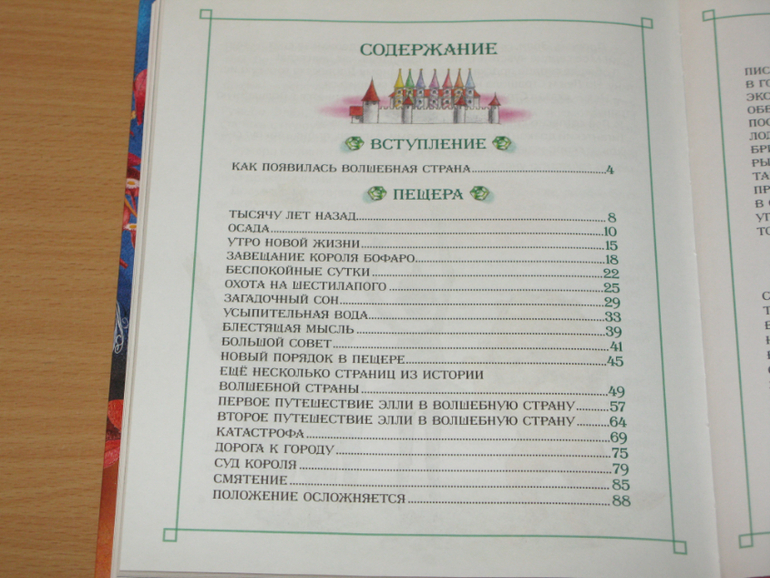 СОДЕРЖАНИЕ
ВСТУПЛЕНИЕ
КАК ПОЯВИЛАСЬ ВОЛШЕБНАЯ СТРАНА 4
ПЕЩЕРА
ТЫСЯЧУ ЛЕТ НАЗАД 8
ОСАДА 10
УТРО НОВОЙ ЖИЗНИ 15
ЗАВЕЩАНИЕ КОРОЛЯ БОФАРО 18
БЕСПОКОЙНЫЕ СУТКИ 22
ОХОТА НА ШЕСТИЛАПОГО 25
ЗАГАДОЧНЫЙ СОН 29
УСЫПИТЕЛЬНАЯ ВОДА 33
БЛЕСТЯЩАЯ МЫСЛЬ 39
БОЛЬШОЙ СОВЕТ 41
НОВЫЙ ПОРЯДОК В ПЕЩЕРЕ 45
ЕЩЁ НЕСКОЛЬКО СТРАНИЦ ИЗ ИСТОРИИ
ВОЛШЕБНОЙ СТРАНЫ 49
ПЕРВОЕ ПУТЕШЕСТВИЕ ЭЛЛИ В ВОЛШЕБНУЮ СТРАНУ 57
ВТОРОЕ ПУТЕШЕСТВИЕ ЭЛЛИ В ВОЛШЕБНУЮ СТРАНУ 64
КАТАСТРОФА 69
ДОРОГА К ГОРОДУ 75
СУД КОРОЛЯ 79
СМЯТЕНИЕ 85
ПОЛОЖЕНИЕ ОСЛОЖНЯЕТСЯ 88